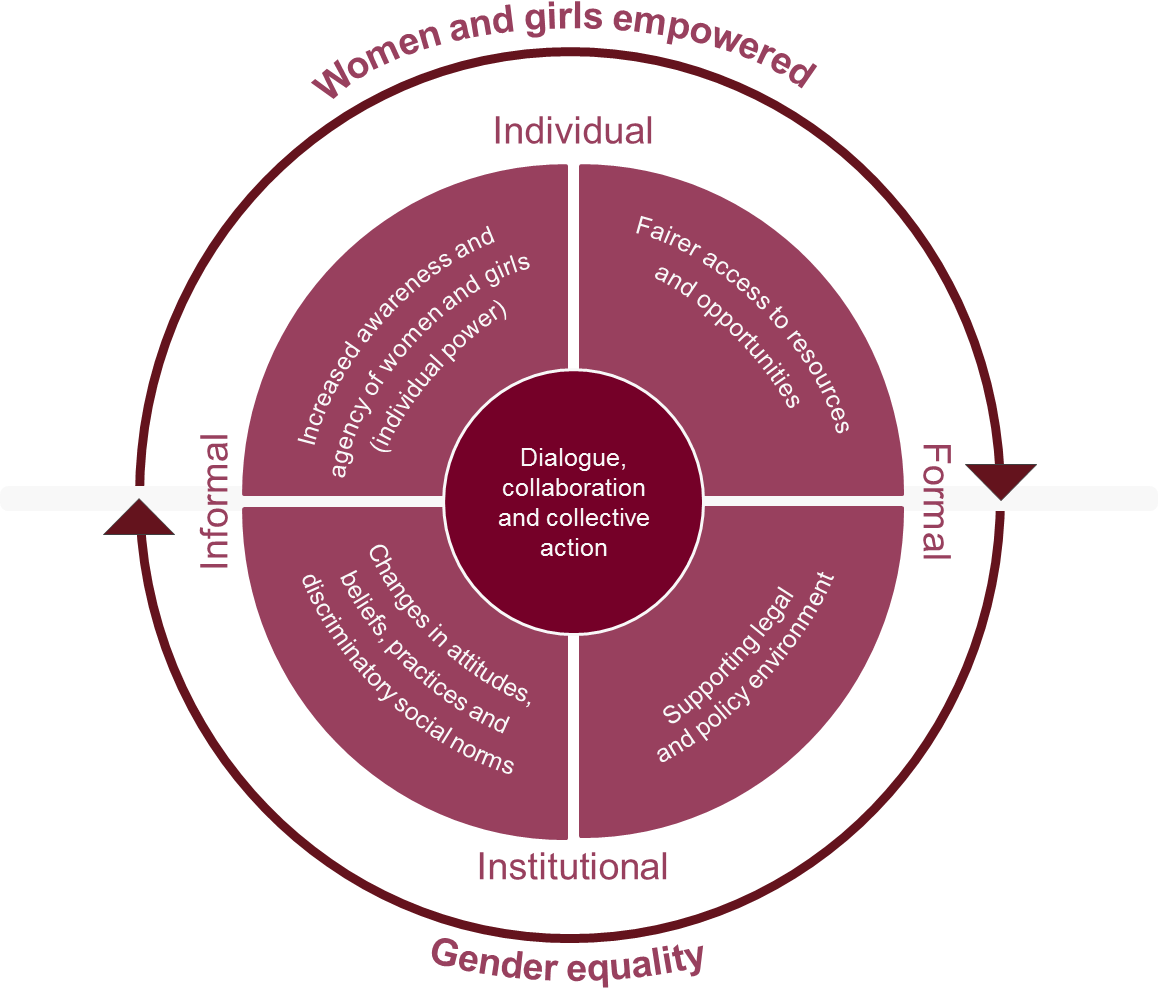 Women and girls empowered
Individual
Increased awareness and
agency of women and girls
(individual power)
Fairer access to resources
and opportunities
Informal
Dialogue,
collaboration
and collective
action
Formal
Changes in attitudes,
beliefs, practices and
discriminatory social norms
Supporting legal
and policy environment
Institutional
Gender equality